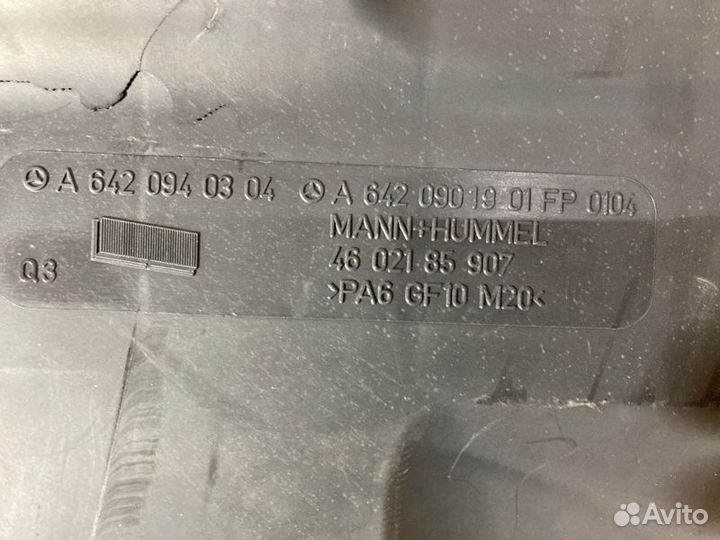 A 642 094 03 04 A 642 090 19 01 FP 0104
MANN+HUMMEL
46 021 85 907
Q3
>PA6 GF10 M20<
Avito